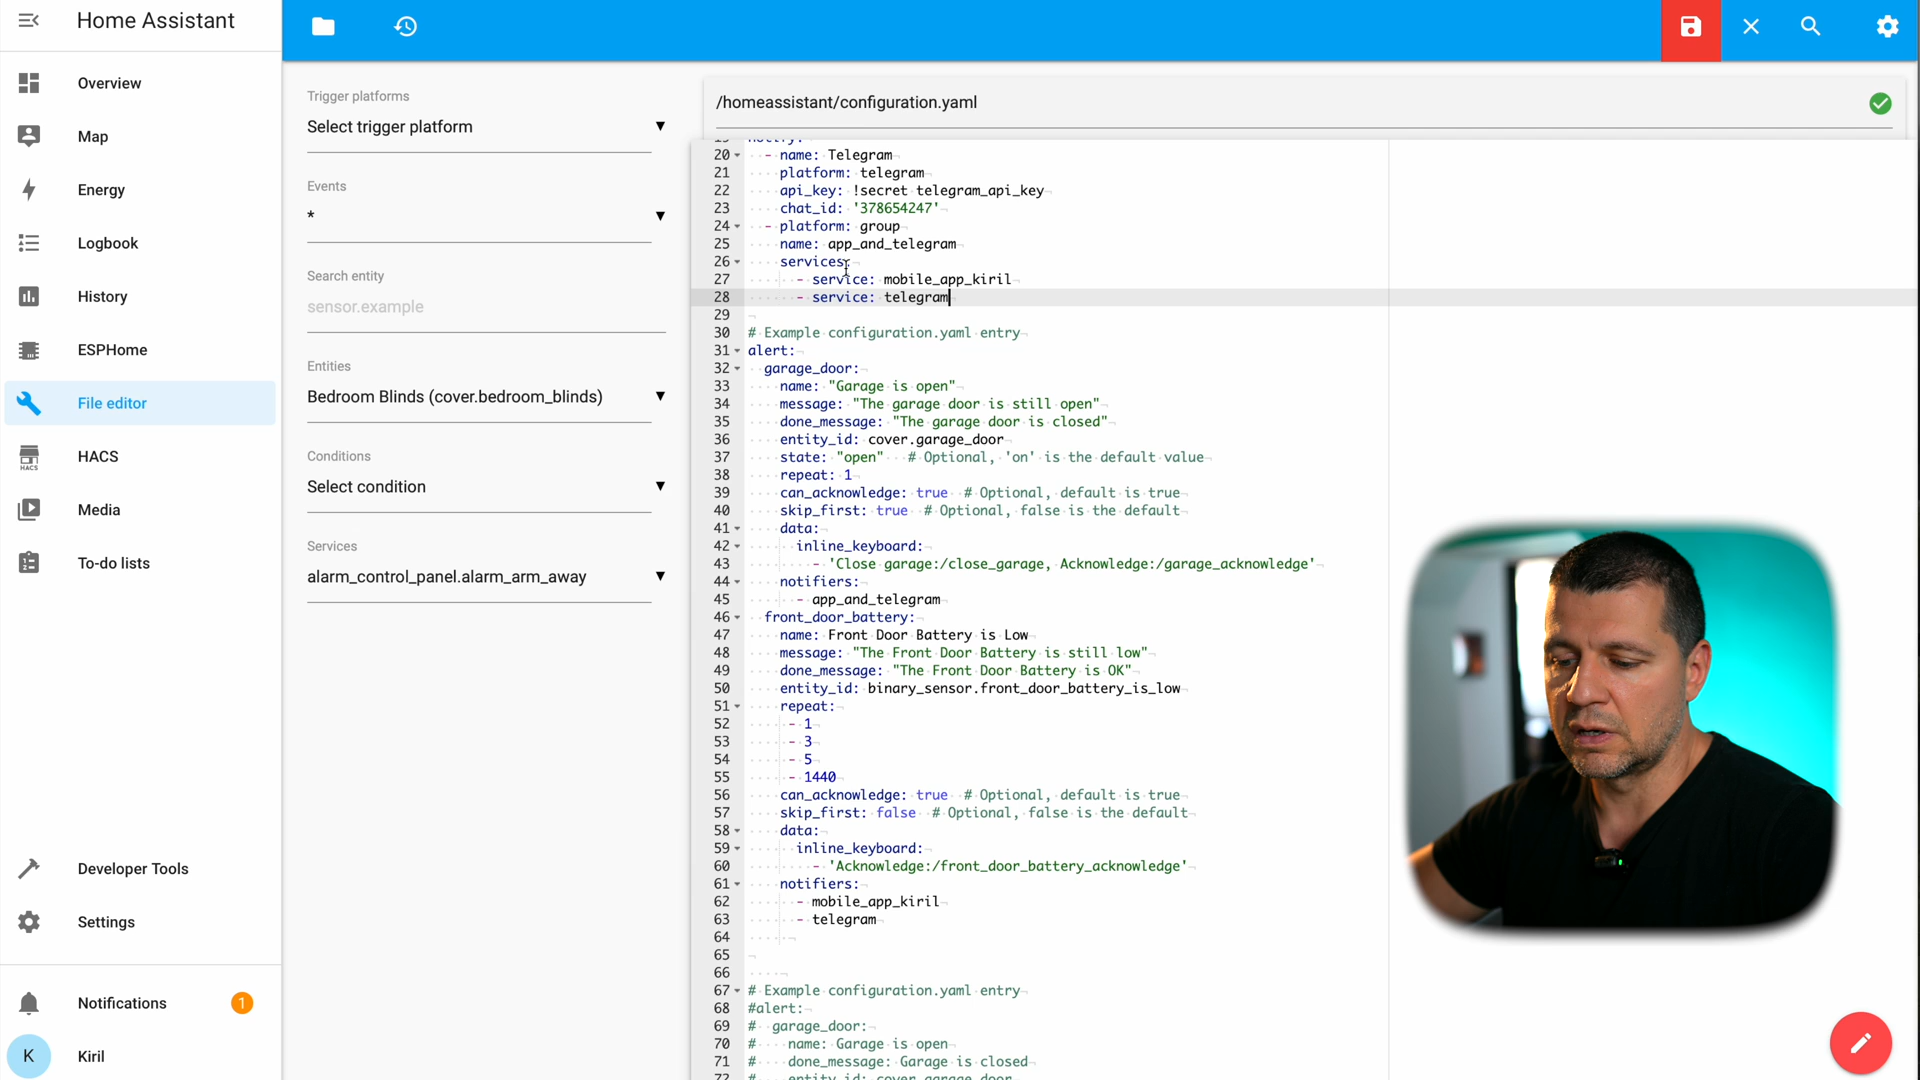 Home Assistant
Overview
Map
Energy
Logbook
History
ESPHome
File editor
HACS
HACS
Media
To-do lists
Developer Tools
Settings
Notifications
1
K
Kiril
Trigger platforms
Select trigger platform
Events
*
Search entity
sensor.example
Entities
Bedroom Blinds (cover.bedroom_blinds)
Conditions
Select condition
Services
alarm_control_panel.alarm_arm_away
/homeassistant/configuration.yaml
19 notify:
20 - name: Telegram
21 platform: telegram
22 api_key: !secret telegram_api_key
23 chat_id: '378654247'
24 - platform: group
25 name: app_and_telegram
26 services:
27 - service: mobile_app_kiril
28 - service: telegram
29
30 # Example configuration.yaml entry
31 alert:
32 garage_door:
33 name: "Garage is open"
34 message: "The garage door is still open"
35 done_message: "The garage door is closed"
36 entity_id: cover.garage_door
37 state: "open" # Optional, 'on' is the default value
38 repeat: 1
39 can_acknowledge: true # Optional, default is true
40 skip_first: true # Optional, false is the default
41 data:
42 inline_keyboard:
43 - 'Close garage:/close_garage, Acknowledge:/garage_acknowledge'
44 notifiers:
45 - app_and_telegram
46 front_door_battery:
47 name: Front Door Battery is Low
48 message: "The Front Door Battery is still low"
49 done_message: "The Front Door Battery is OK"
50 entity_id: binary_sensor.front_door_battery_is_low
51 repeat:
52 - 1
53 - 3
54 - 5
55 - 1440
56 can_acknowledge: true # Optional, default is true
57 skip_first: false # Optional, false is the default
58 data:
59 inline_keyboard:
60 - 'Acknowledge:/front_door_battery_acknowledge'
61 notifiers:
62 - mobile_app_kiril
63 - telegram
64
65
66
67 # Example configuration.yaml entry
68 #alert:
69 # garage_door:
70 # name: Garage is open
71 # done_message: Garage is closed
72 # entity_id: cover.garage_door